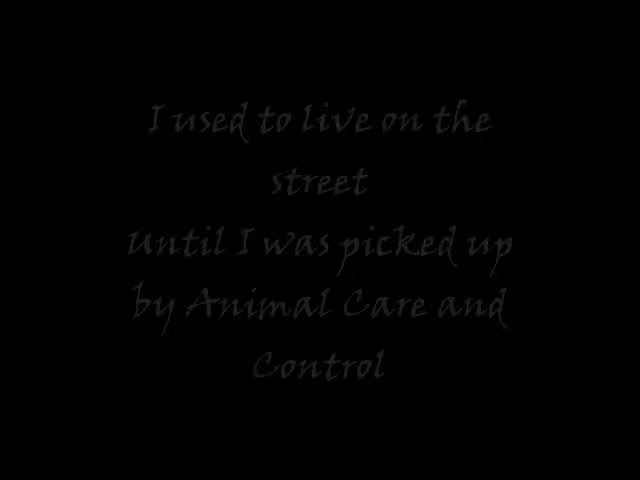 I used to live on the
street
Until I was picked up
by Animal Care and
Control